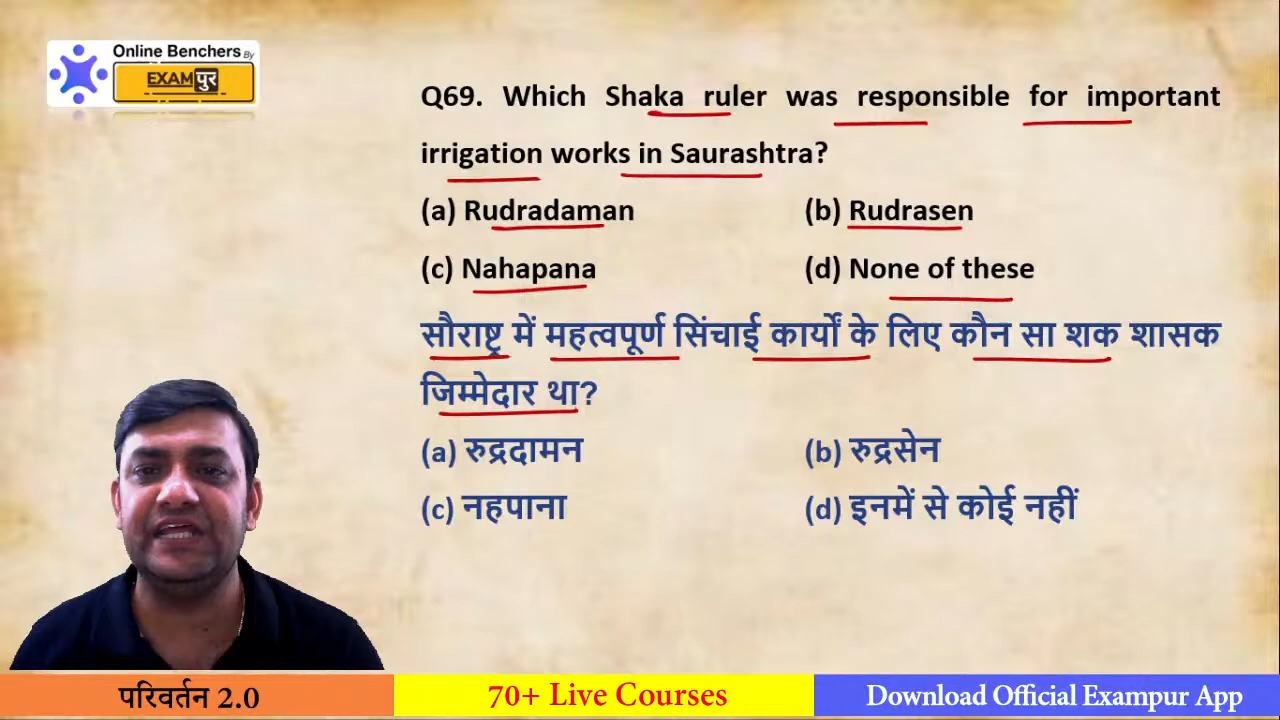 Online Benchers By
EXAMपुर
Q69. Which Shaka ruler was responsible for important
irrigation works in Saurashtra?
(a) Rudradaman (b) Rudrasen
(c) Nahapana (d) None of these
सौराष्ट्र में महत्वपूर्ण सिंचाई कार्यों के लिए कौन सा शक शासक
जिम्मेदार था?
(a) रुद्रदामन (b) रुद्रसेन
(c) नहपाना (d) इनमें से कोई नहीं
परिवर्तन 2.0 70+ Live Courses Download Official Exampur App